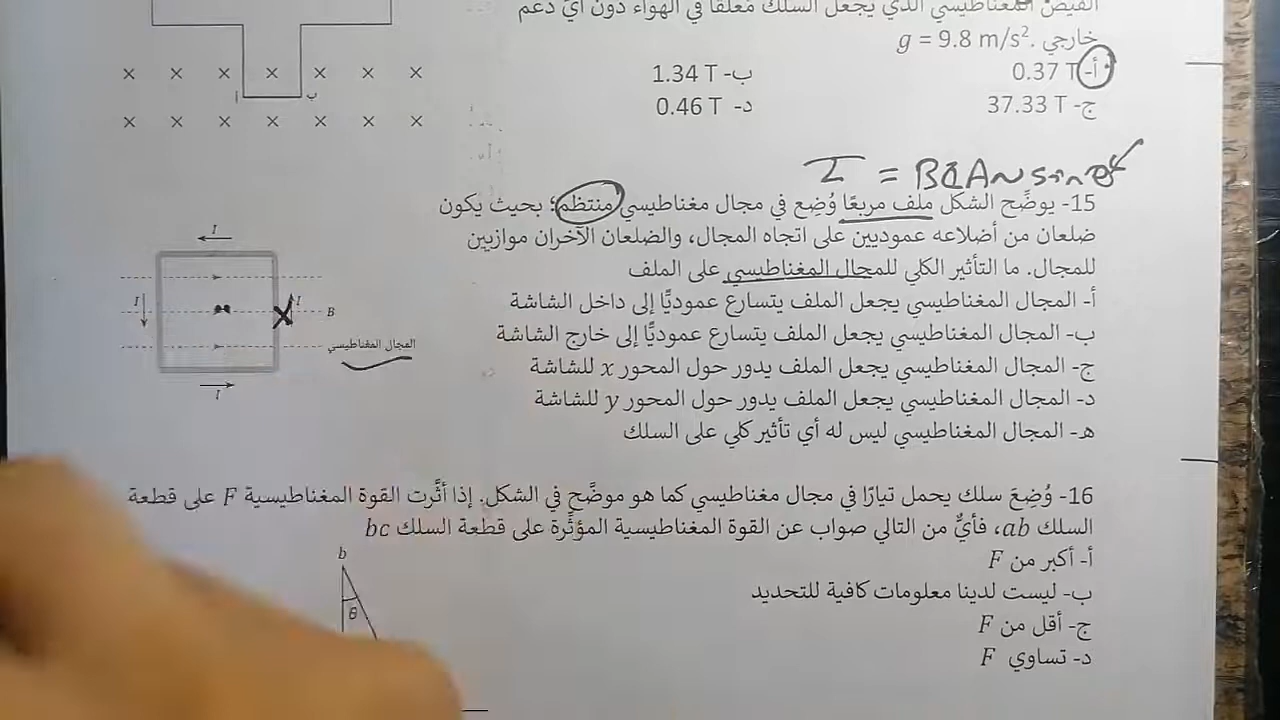 الفيض المغناطيسي الذي يجعل السلك مُعلقًا في الهواء دون أي دعم
خارجي. g = 9.8 m/s².
أ- 0.37 T
ب- 1.34 T
ج- 37.33 T
د- 0.46 T
أ ب
τ = BIAN sin θ
15- يوضِّح الشكل ملف مربعًا وُضِع في مجال مغناطيسي منتظم؛ بحيث يكون
ضلعان من أضلاعه عموديين على اتجاه المجال، والضلعان الآخران موازيين
للمجال. ما التأثير الكلي للمجال المغناطيسي على الملف
أ- المجال المغناطيسي يجعل الملف يتسارع عموديًا إلى داخل الشاشة
ب- المجال المغناطيسي يجعل الملف يتسارع عموديًا إلى خارج الشاشة
ج- المجال المغناطيسي يجعل الملف يدور حول المحور x للشاشة
د- المجال المغناطيسي يجعل الملف يدور حول المحور y للشاشة
هـ- المجال المغناطيسي ليس له أي تأثير كلي على السلك
I
I I
B
المجال المغناطيسي
I
16- وُضِعَ سلك يحمل تيارًا في مجال مغناطيسي كما هو موضَّح في الشكل. إذا أثَّرت القوة المغناطيسية F على قطعة
السلك ab، فأيٌّ من التالي صواب عن القوة المغناطيسية المؤثِّرة على قطعة السلك bc
أ- أكبر من F
ب- ليست لدينا معلومات كافية للتحديد
ج- أقل من F
د- تساوي F
b
θ